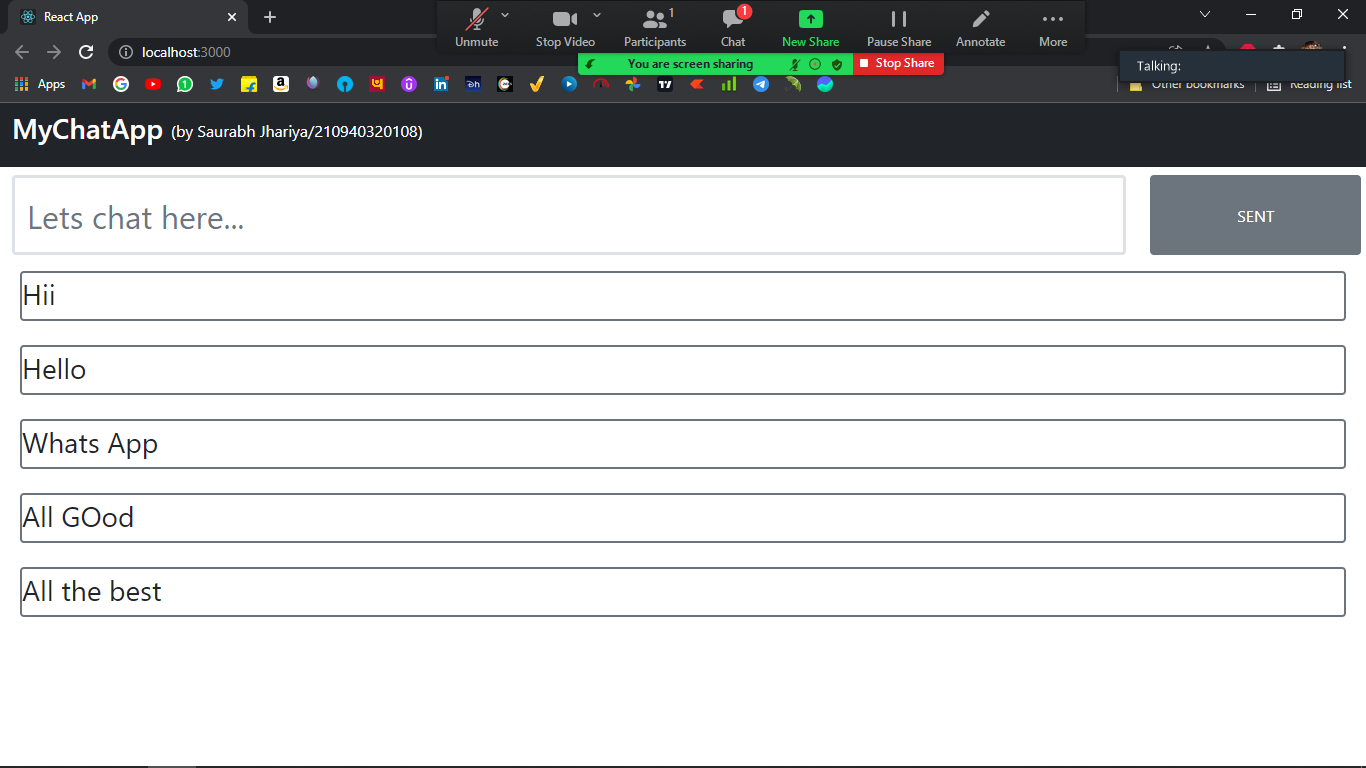 React App
1
1
Unmute Stop Video Participants Chat New Share Pause Share Annotate More
localhost:3000
You are screen sharing Stop Share
Talking:
Apps
Other bookmarks Reading list
MyChatApp (by Saurabh Jhariya/210940320108)
Lets chat here...
SENT
Hii
Hello
Whats App
All GOod
All the best